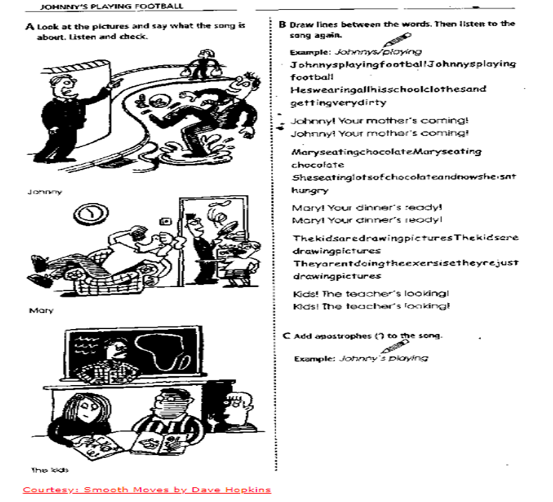 JOHNNY'S PLAYING FOOTBALL
A Look at the pictures and say what the song is
about. Listen and check.
Johnny
Mary
The kids
B Draw lines between the words. Then listen to the
song again.
Example: Johnnys/playing
JohnnysplayingfootballJohnnysplaying
football
Heswearingallhisschoolclothesand
gettingverydirty
Johnny! Your mother's coming!
Johnny! Your mother's coming!
MaryseatingchocolateMaryseating
chocolate
Sheseatinglotsofchocolateandnowsheisnt
hungry
Mary! Your dinner's ready!
Mary! Your dinner's ready!
ThekidsaredrawingpicturesThekidsare
drawingpictures
Theyarentdoingtheexersisetheyrejust
drawingpictures
Kids! The teacher's looking!
Kids! The teacher's looking!
C Add apostrophes (') to the song.
Example: Johnny's playing
Courtesy: Smooth Moves by Dave Hopkins